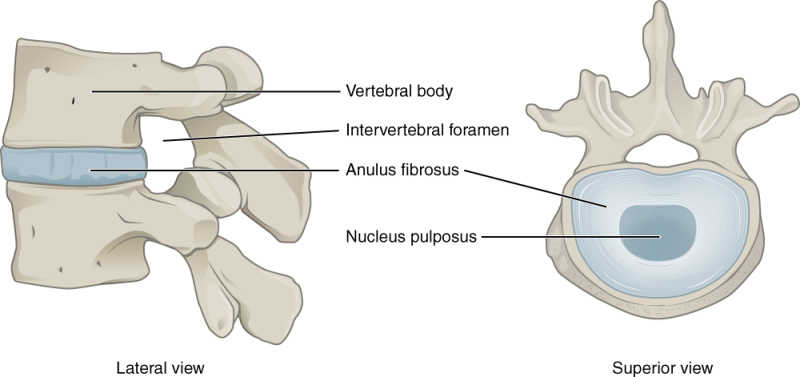 Vertebral body
Intervertebral foramen
Anulus fibrosus
Nucleus pulposus
Lateral view
Superior view